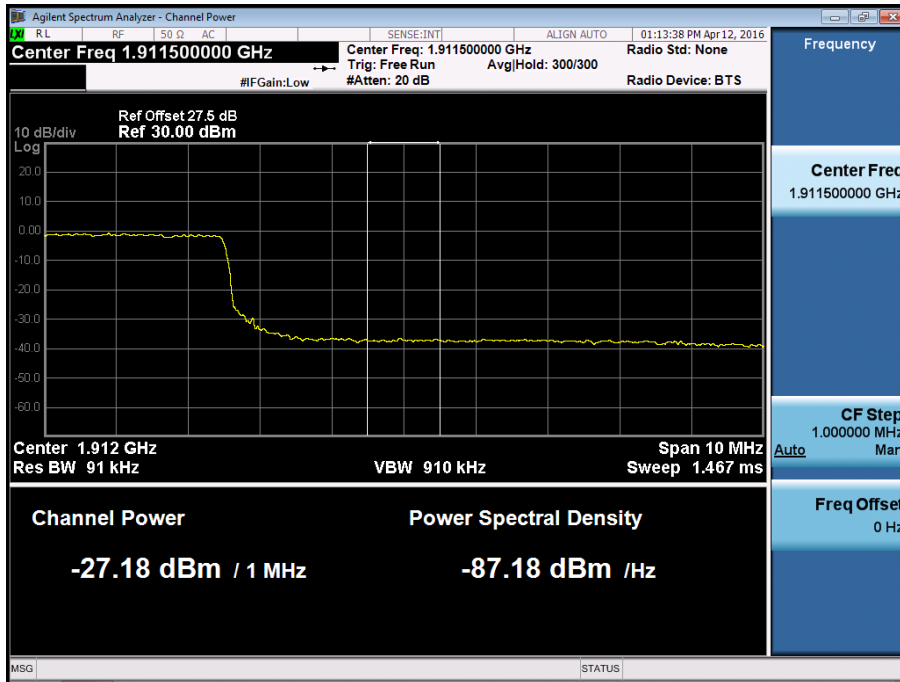 Agilent Spectrum Analyzer - Channel Power
LXI RL RF 50 Ω AC SENSE:INT ALIGN AUTO 01:13:38 PM Apr 12, 2016
Center Freq 1.911500000 GHz
#IFGain:Low
Center Freq: 1.911500000 GHz
Trig: Free Run Avg|Hold: 300/300
#Atten: 20 dB
Radio Std: None
Radio Device: BTS
Ref Offset 27.5 dB
10 dB/div Ref 30.00 dBm
Log
20.0
10.0
0.00
-10.0
-20.0
-30.0
-40.0
-50.0
-60.0
Center 1.912 GHz Span 10 MHz
Res BW 91 kHz VBW 910 kHz Sweep 1.467 ms
Channel Power Power Spectral Density
-27.18 dBm / 1 MHz -87.18 dBm /Hz
MSG STATUS
Frequency
Center Freq
1.911500000 GHz
CF Step
1.000000 MHz
Auto Man
Freq Offset
0 Hz